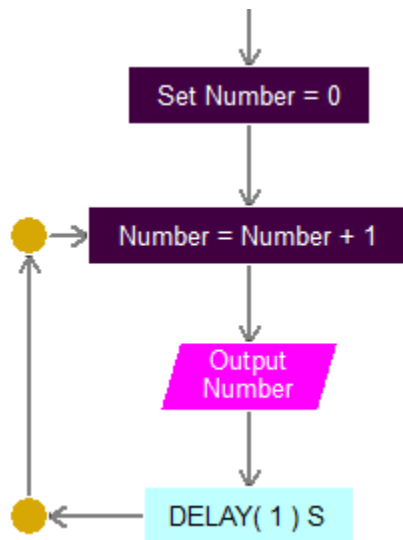 Set Number = 0
Number = Number + 1
Output
Number
DELAY( 1 ) S